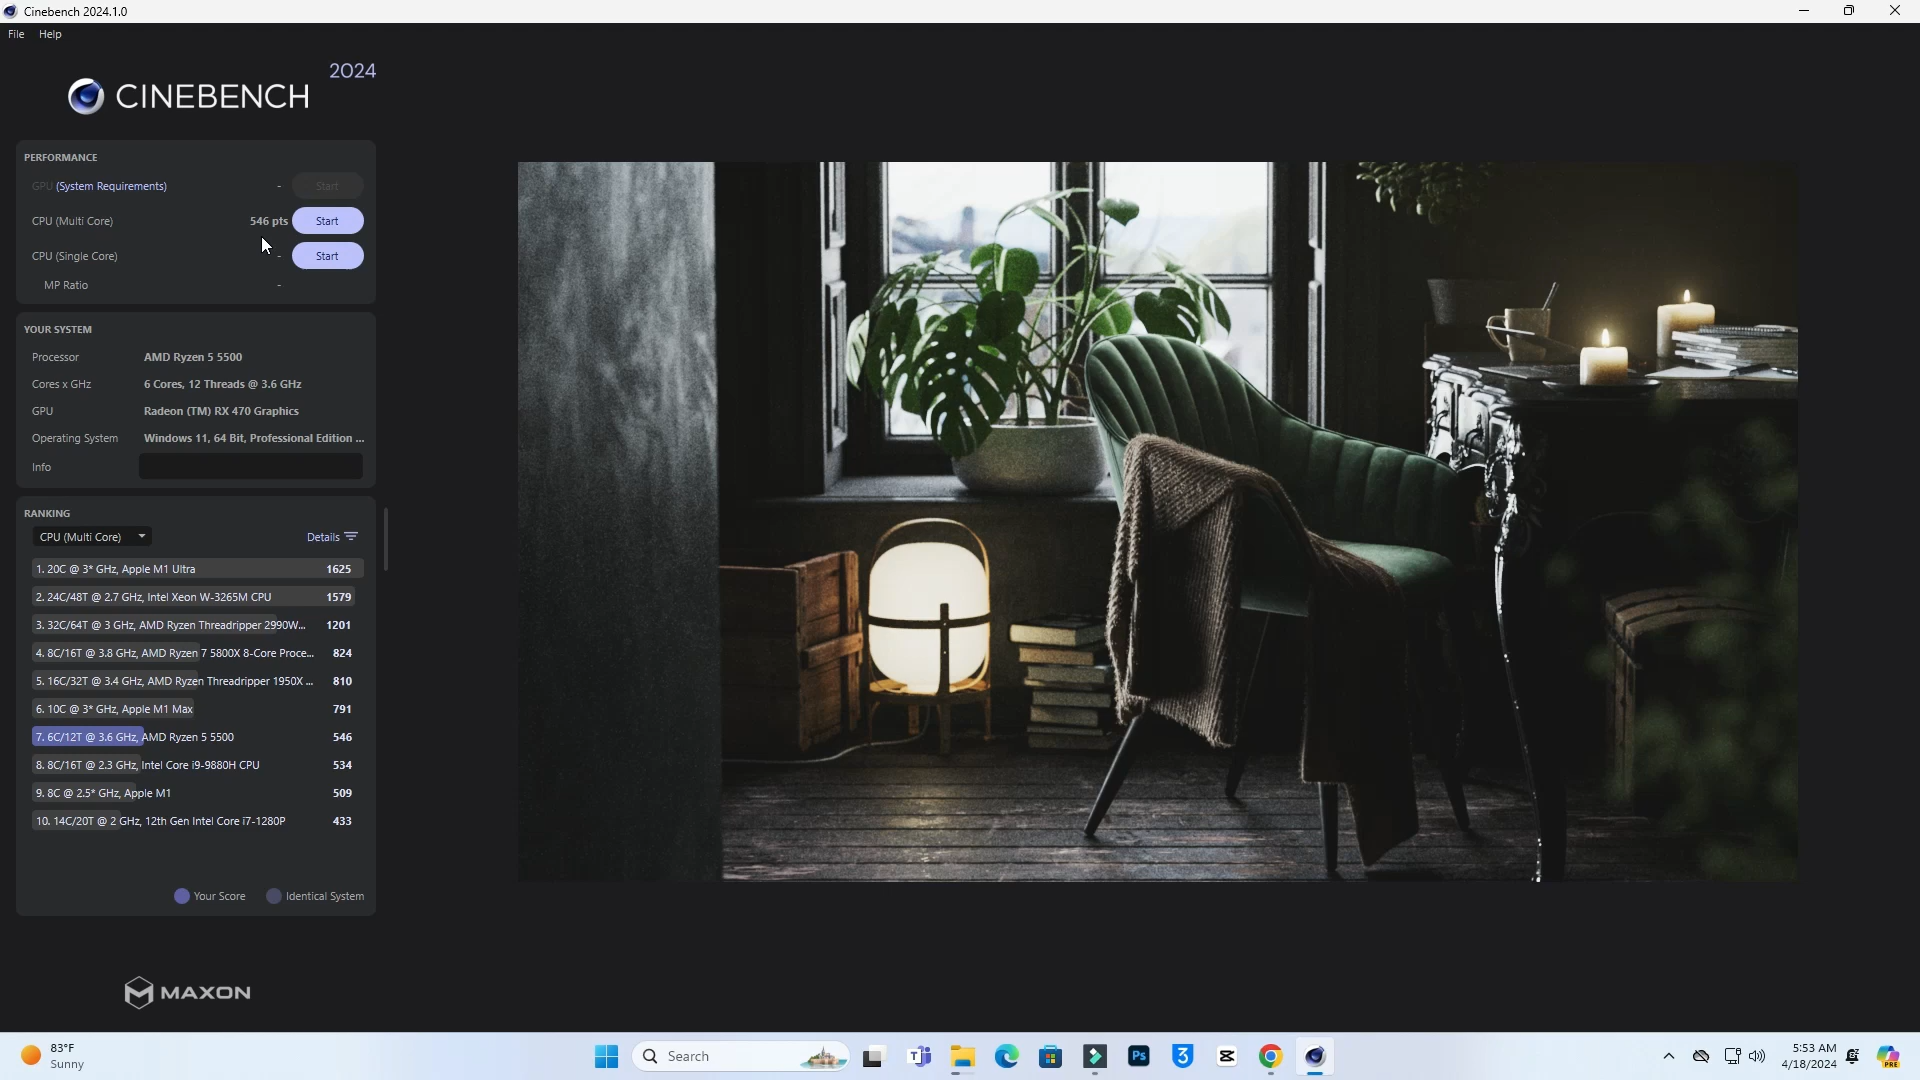 Cinebench 2024.1.0
File Help
2024
CINEBENCH
PERFORMANCE
GPU (System Requirements) - Start
CPU (Multi Core) 546 pts Start
CPU (Single Core) - Start
MP Ratio -
YOUR SYSTEM
Processor AMD Ryzen 5 5500
Cores x GHz 6 Cores, 12 Threads @ 3.6 GHz
GPU Radeon (TM) RX 470 Graphics
Operating System Windows 11, 64 Bit, Professional Edition ...
Info
RANKING
CPU (Multi Core) Details
1. 20C @ 3* GHz, Apple M1 Ultra 1625
2. 24C/48T @ 2.7 GHz, Intel Xeon W-3265M CPU 1579
3. 32C/64T @ 3 GHz, AMD Ryzen Threadripper 2990W... 1201
4. 8C/16T @ 3.8 GHz, AMD Ryzen 7 5800X 8-Core Proce... 824
5. 16C/32T @ 3.4 GHz, AMD Ryzen Threadripper 1950X ... 810
6. 10C @ 3* GHz, Apple M1 Max 791
7. 6C/12T @ 3.6 GHz, AMD Ryzen 5 5500 546
8. 8C/16T @ 2.3 GHz, Intel Core i9-9880H CPU 534
9. 8C @ 2.5* GHz, Apple M1 509
10. 14C/20T @ 2 GHz, 12th Gen Intel Core i7-1280P 433
Your Score Identical System
MAXON
83°F
Sunny
Search
T
Ps
3
5:53 AM
4/18/2024
PRE